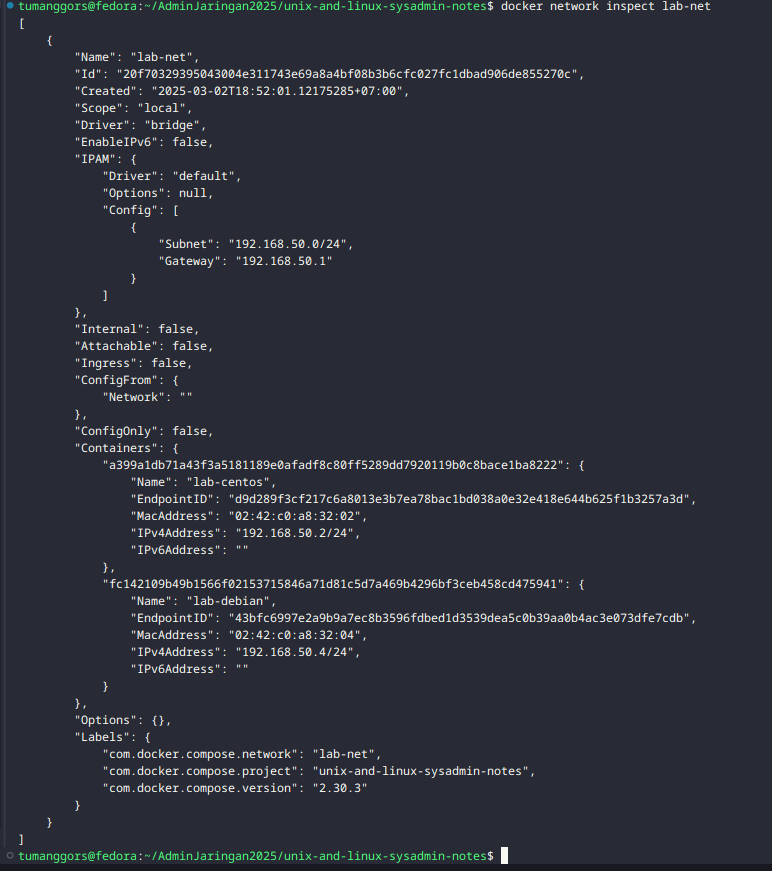 tumanggors@fedora:~/AdminJaringan2025/unix-and-linux-sysadmin-notes$ docker network inspect lab-net
[
    {
        "Name": "lab-net",
        "Id": "20f70329395043004e311743e69a8a4bf08b3b6cfc027fc1dbad906de855270c",
        "Created": "2025-03-02T18:52:01.12175285+07:00",
        "Scope": "local",
        "Driver": "bridge",
        "EnableIPv6": false,
        "IPAM": {
            "Driver": "default",
            "Options": null,
            "Config": [
                {
                    "Subnet": "192.168.50.0/24",
                    "Gateway": "192.168.50.1"
                }
            ]
        },
        "Internal": false,
        "Attachable": false,
        "Ingress": false,
        "ConfigFrom": {
            "Network": ""
        },
        "ConfigOnly": false,
        "Containers": {
            "a399a1db71a43f3a5181189e0afadf8c80ff5289dd7920119b0c8bace1ba8222": {
                "Name": "lab-centos",
                "EndpointID": "d9d289f3cf217c6a8013e3b7ea78bac1bd038a0e32e418e644b625f1b3257a3d",
                "MacAddress": "02:42:c0:a8:32:02",
                "IPv4Address": "192.168.50.2/24",
                "IPv6Address": ""
            },
            "fc142109b49b1566f02153715846a71d81c5d7a469b4296bf3ceb458cd475941": {
                "Name": "lab-debian",
                "EndpointID": "43bfc6997e2a9b9a7ec8b3596fdbed1d3539dea5c0b39aa0b4ac3e073dfe7cdb",
                "MacAddress": "02:42:c0:a8:32:04",
                "IPv4Address": "192.168.50.4/24",
                "IPv6Address": ""
            }
        },
        "Options": {},
        "Labels": {
            "com.docker.compose.network": "lab-net",
            "com.docker.compose.project": "unix-and-linux-sysadmin-notes",
            "com.docker.compose.version": "2.30.3"
        }
    }
]
tumanggors@fedora:~/AdminJaringan2025/unix-and-linux-sysadmin-notes$